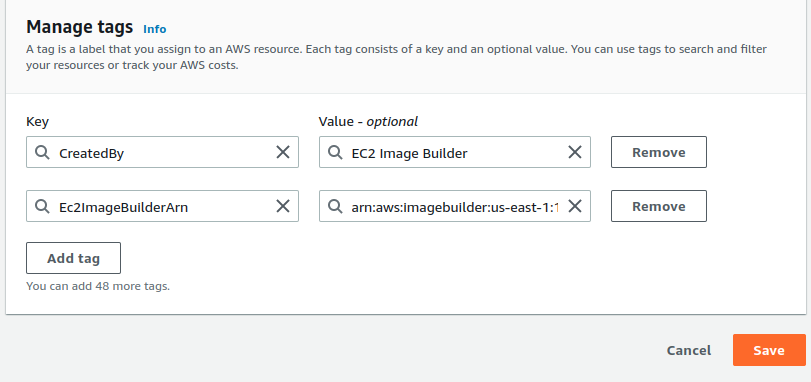 Manage tags Info
A tag is a label that you assign to an AWS resource. Each tag consists of a key and an optional value. You can use tags to search and filter
your resources or track your AWS costs.
Key Value - optional
CreatedBy EC2 Image Builder Remove
Ec2ImageBuilderArn arn:aws:imagebuilder:us-east-1:1 Remove
Add tag
You can add 48 more tags.
Cancel Save